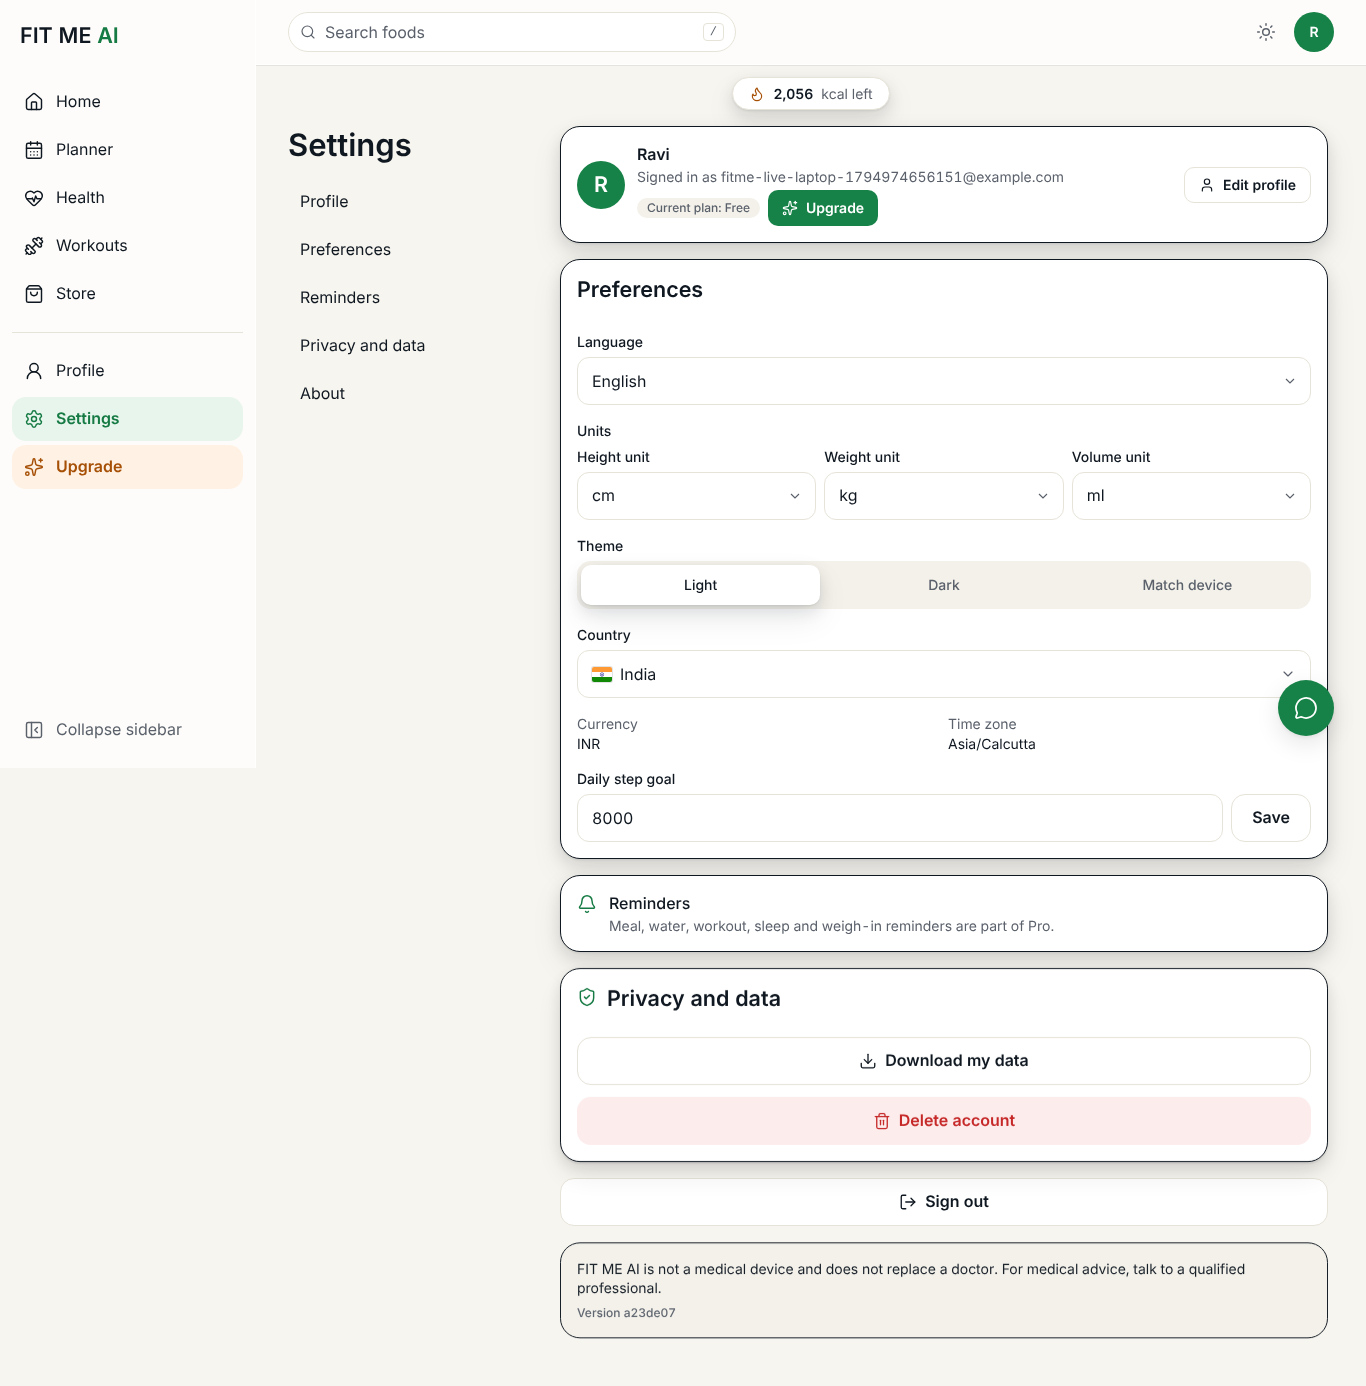 FIT ME AI
Search foods
/
R
Home
Planner
Health
Workouts
Store
Profile
Settings
Upgrade
Collapse sidebar
2,056 kcal left
Settings
Profile
Preferences
Reminders
Privacy and data
About
R
Ravi
Signed in as fitme-live-laptop-1794974656151@example.com
Current plan: Free
Upgrade
Edit profile
Preferences
Language
English
Units
Height unit
Weight unit
Volume unit
cm
kg
ml
Theme
Light
Dark
Match device
Country
India
Currency
Time zone
INR
Asia/Calcutta
Daily step goal
8000
Save
Reminders
Meal, water, workout, sleep and weigh-in reminders are part of Pro.
Privacy and data
Download my data
Delete account
Sign out
FIT ME AI is not a medical device and does not replace a doctor. For medical advice, talk to a qualified
professional.
Version a23de07